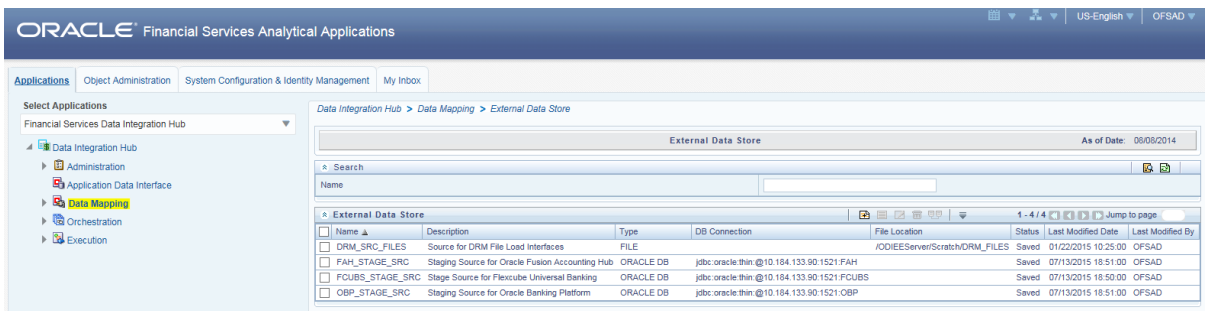 ORACLE Financial Services Analytical Applications
US-English OFSAD
Applications Object Administration System Configuration & Identity Management My Inbox
Select Applications
Financial Services Data Integration Hub
Data Integration Hub
Administration
Application Data Interface
Data Mapping
Orchestration
Execution
Data Integration Hub > Data Mapping > External Data Store
External Data Store As of Date: 08/08/2014
Search
Name
External Data Store 1 - 4 / 4 Jump to page
Name Description Type DB Connection File Location Status Last Modified Date Last Modified By
DRM_SRC_FILES Source for DRM File Load Interfaces FILE /ODIEEServer/Scratch/DRM_FILES Saved 01/22/2015 10:25:00 OFSAD
FAH_STAGE_SRC Staging Source for Oracle Fusion Accounting Hub ORACLE DB jdbc:oracle:thin:@10.184.133.90:1521:FAH Saved 07/13/2015 18:51:00 OFSAD
FCUBS_STAGE_SRC Stage Source for Flexcube Universal Banking ORACLE DB jdbc:oracle:thin:@10.184.133.90:1521:FCUBS Saved 07/13/2015 18:50:00 OFSAD
OBP_STAGE_SRC Staging Source for Oracle Banking Platform ORACLE DB jdbc:oracle:thin:@10.184.133.90:1521:OBP Saved 07/13/2015 18:51:00 OFSAD